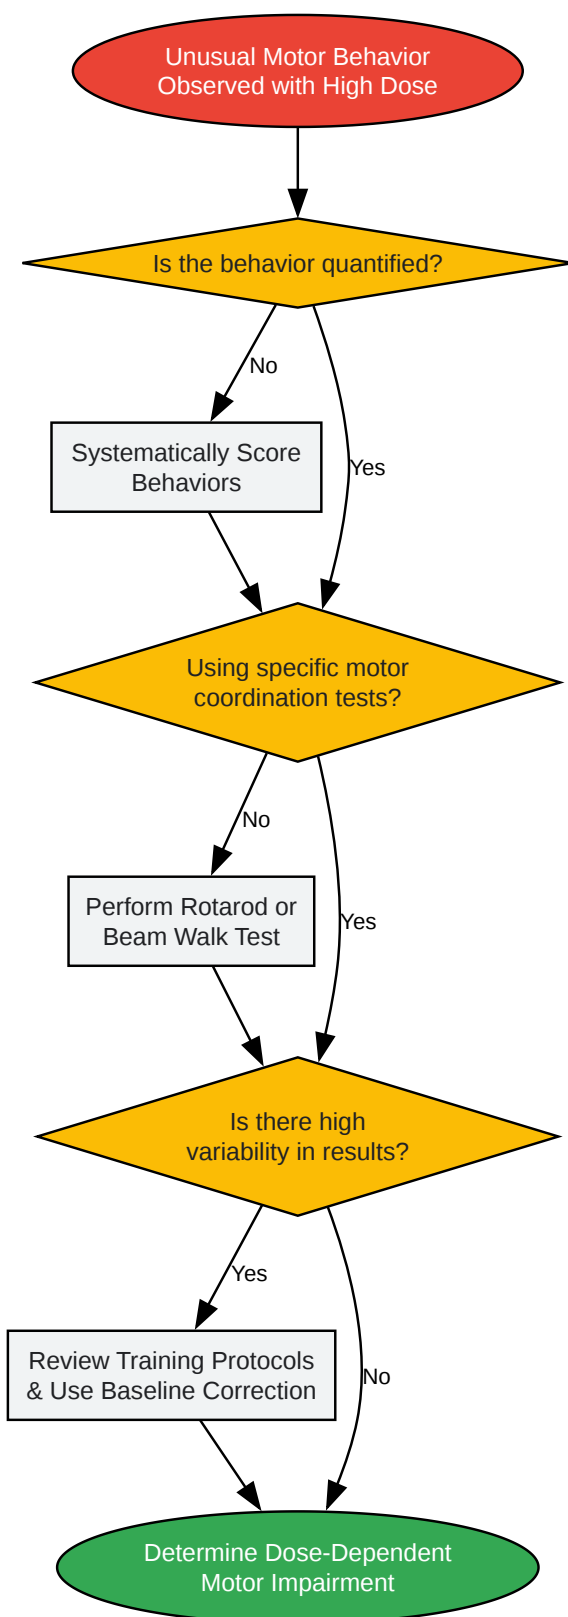 Unusual Motor Behavior
Observed with High Dose
Is the behavior quantified?
No
Systematically Score
Behaviors
Yes
Using specific motor
coordination tests?
No
Perform Rotarod or
Beam Walk Test
Yes
Is there high
variability in results?
Yes
Review Training Protocols
& Use Baseline Correction
No
Determine Dose-Dependent
Motor Impairment